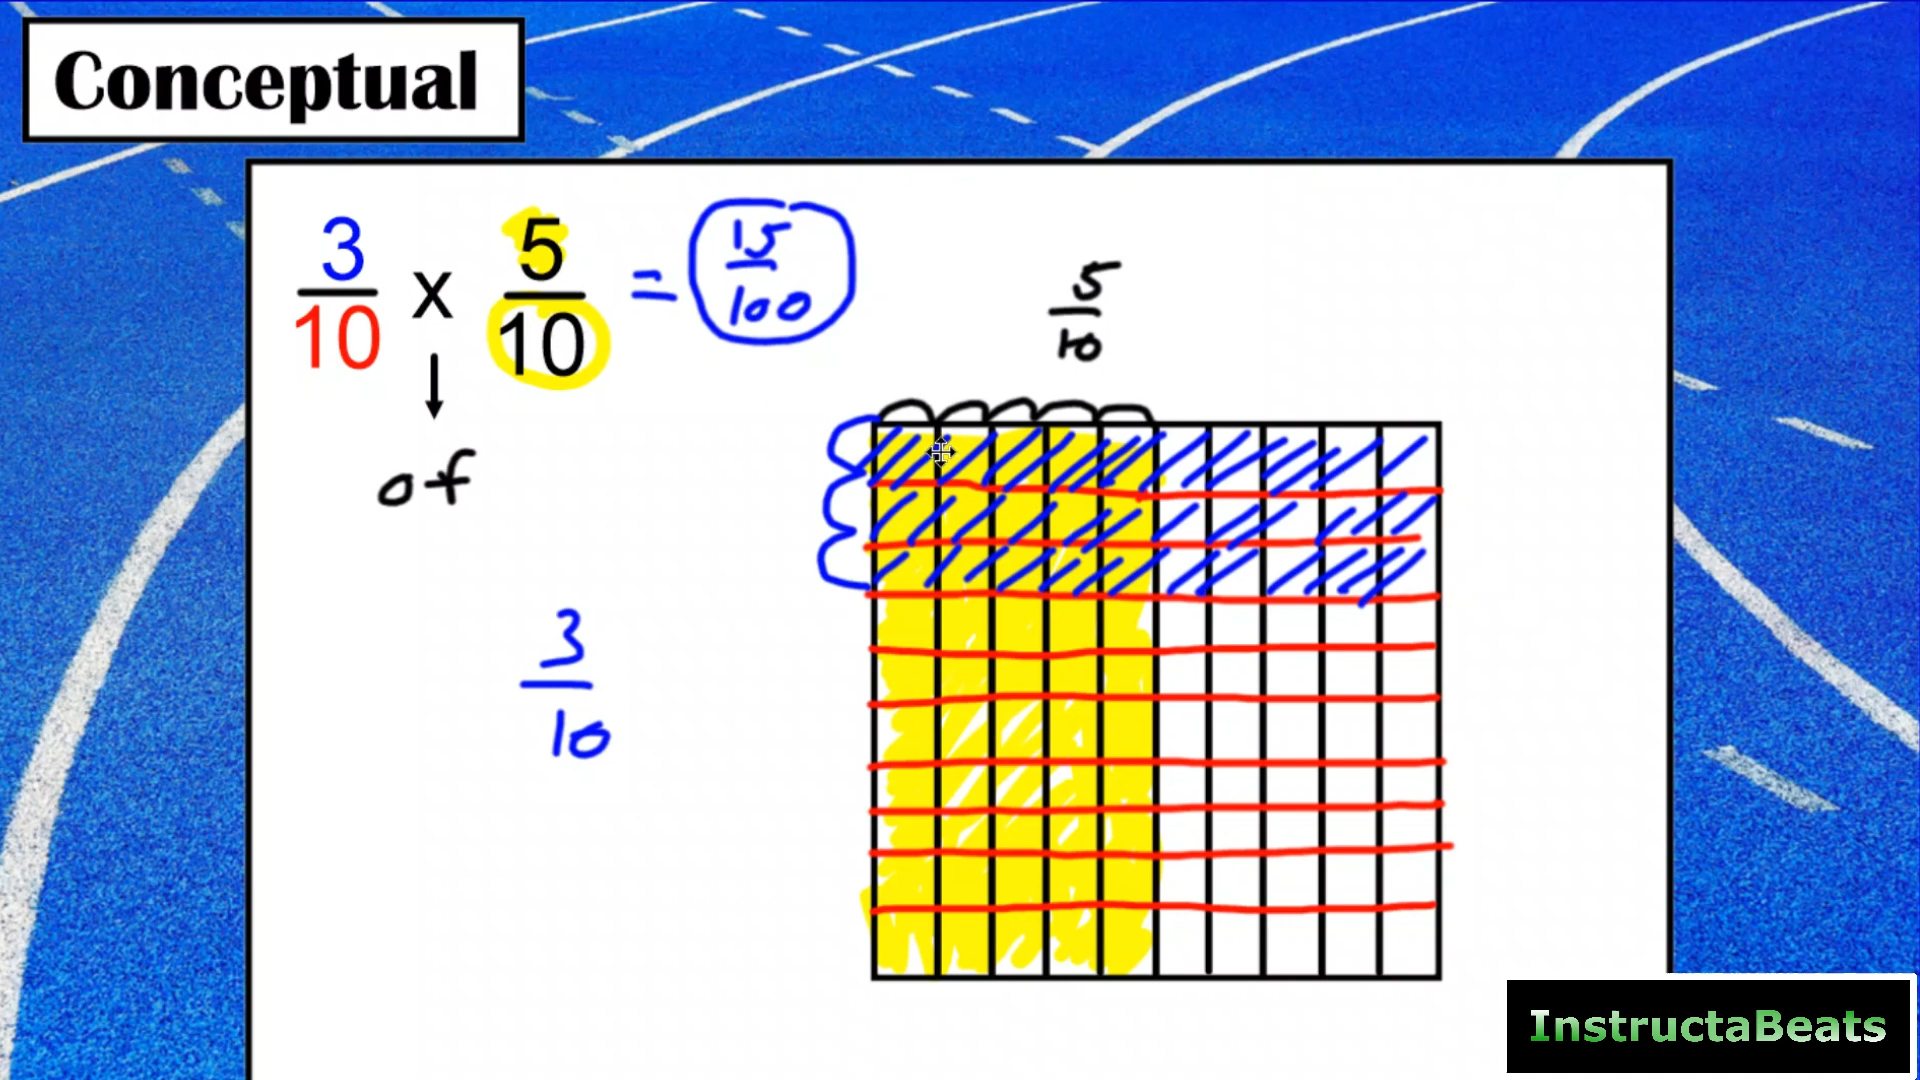 Conceptual
3/10 x 5/10 = 15/100
5/10
of
3/10
InstructaBeats